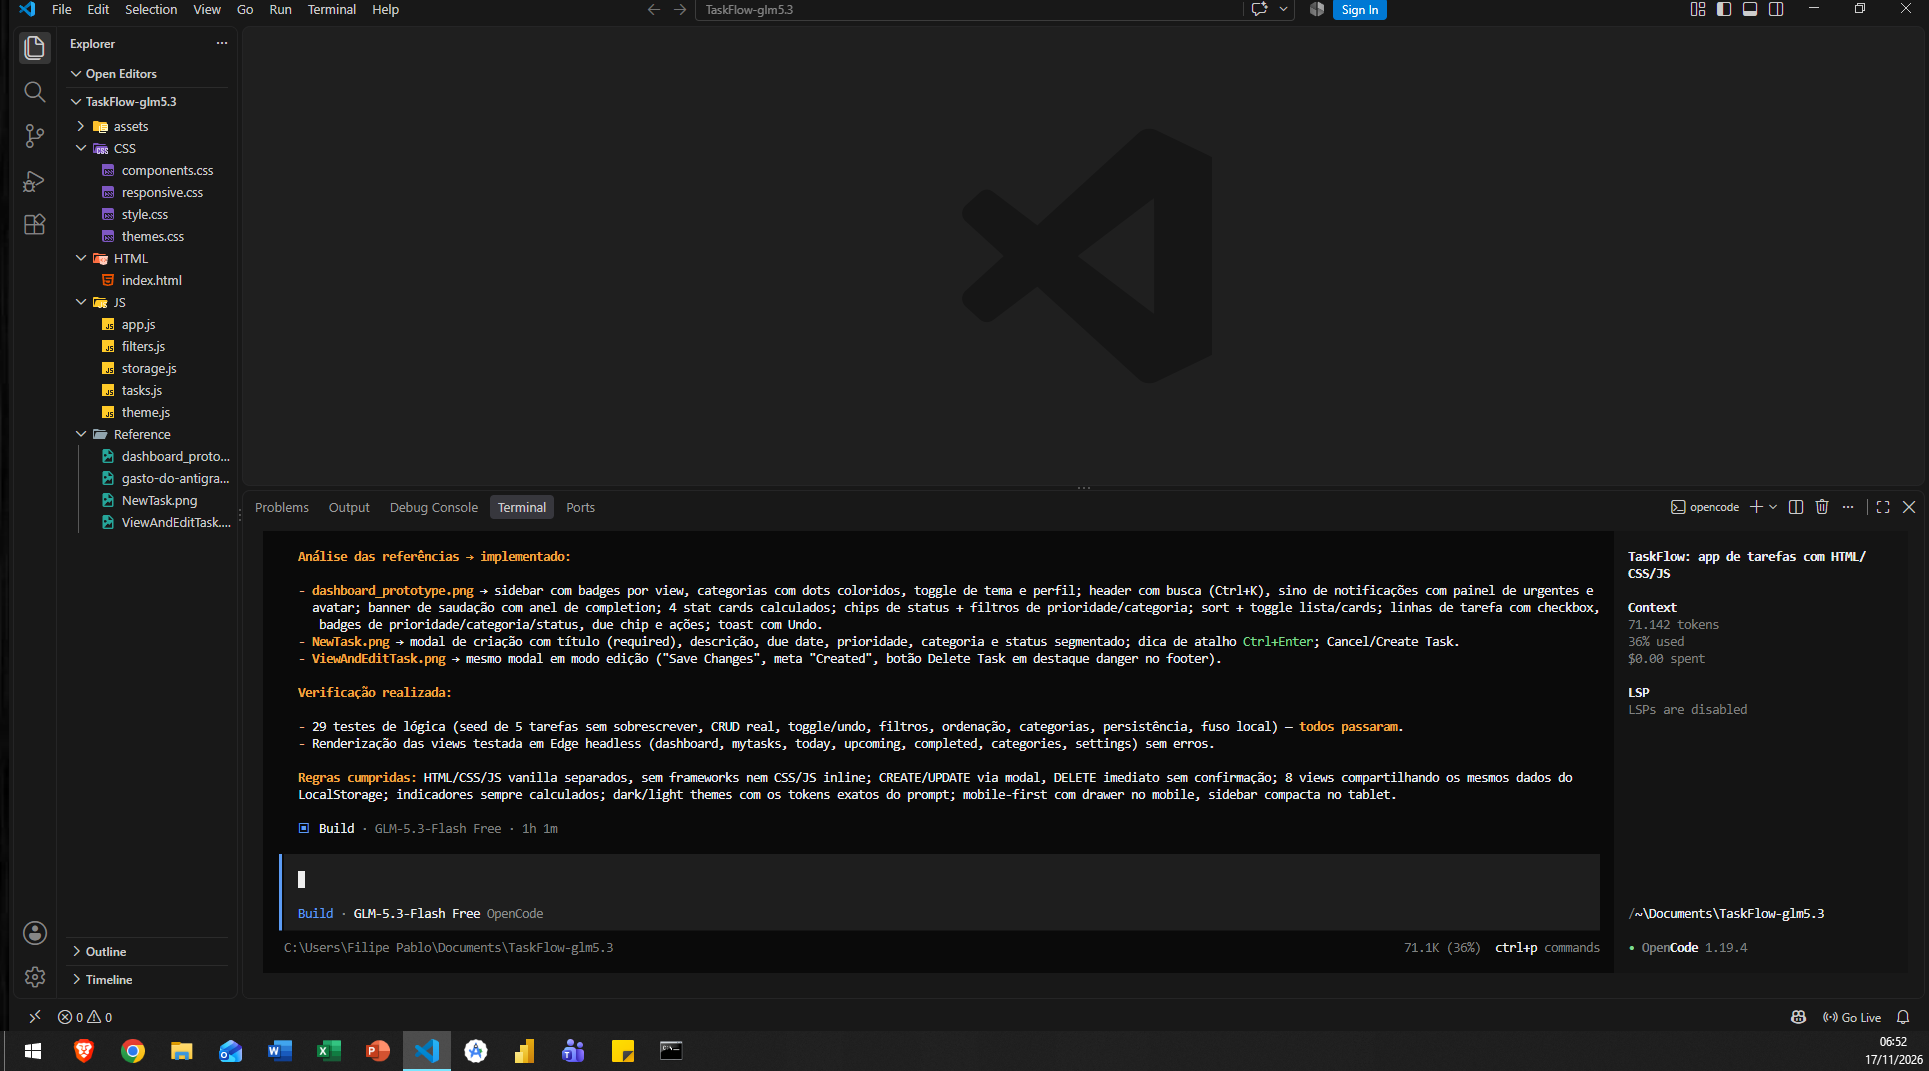 File Edit Selection View Go Run Terminal Help
TaskFlow-glm5.3
Sign In
Explorer
Open Editors
TaskFlow-glm5.3
assets
CSS
components.css
responsive.css
style.css
themes.css
HTML
index.html
JS
app.js
filters.js
storage.js
tasks.js
theme.js
Reference
dashboard_proto...
gasto-do-antigra...
NewTask.png
ViewAndEditTask....
Outline
Timeline
Problems Output Debug Console Terminal Ports
opencode
Análise das referências → implementado:
- dashboard_prototype.png → sidebar com badges por view, categorias com dots coloridos, toggle de tema e perfil; header com busca (Ctrl+K), sino de notificações com painel de urgentes e
avatar; banner de saudação com anel de completion; 4 stat cards calculados; chips de status + filtros de prioridade/categoria; sort + toggle lista/cards; linhas de tarefa com checkbox,
badges de prioridade/categoria/status, due chip e ações; toast com Undo.
- NewTask.png → modal de criação com título (required), descrição, due date, prioridade, categoria e status segmentado; dica de atalho Ctrl+Enter; Cancel/Create Task.
- ViewAndEditTask.png → mesmo modal em modo edição ("Save Changes", meta "Created", botão Delete Task em destaque danger no footer).
Verificação realizada:
- 29 testes de lógica (seed de 5 tarefas sem sobrescrever, CRUD real, toggle/undo, filtros, ordenação, categorias, persistência, fuso local) — todos passaram.
- Renderização das views testada em Edge headless (dashboard, mytasks, today, upcoming, completed, categories, settings) sem erros.
Regras cumpridas: HTML/CSS/JS vanilla separados, sem frameworks nem CSS/JS inline; CREATE/UPDATE via modal, DELETE imediato sem confirmação; 8 views compartilhando os mesmos dados do
LocalStorage; indicadores sempre calculados; dark/light themes com os tokens exatos do prompt; mobile-first com drawer no mobile, sidebar compacta no tablet.
Build · GLM-5.3-Flash Free · 1h 1m
Build · GLM-5.3-Flash Free OpenCode
C:\Users\Filipe Pablo\Documents\TaskFlow-glm5.3
71.1K (36%) ctrl+p commands
TaskFlow: app de tarefas com HTML/
CSS/JS
Context
71.142 tokens
36% used
$0.00 spent
LSP
LSPs are disabled
/~\Documents\TaskFlow-glm5.3
• OpenCode 1.19.4
0 0
Go Live
06:52
17/11/2026